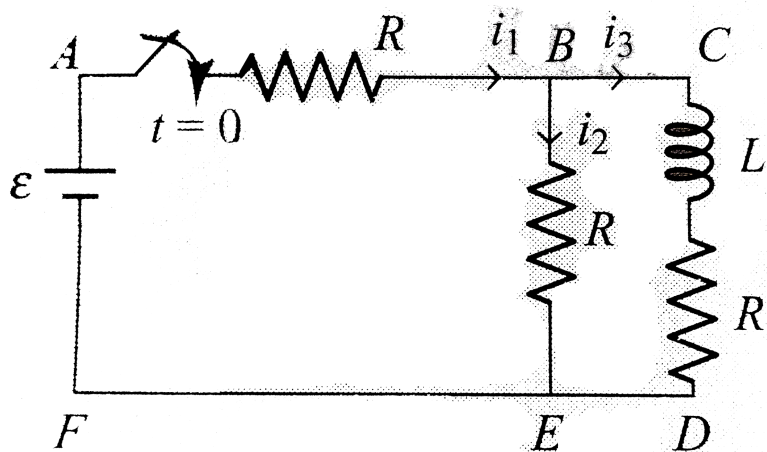 A R i₁ B i₃ C
t = 0
i₂
ε L
R R
F E D